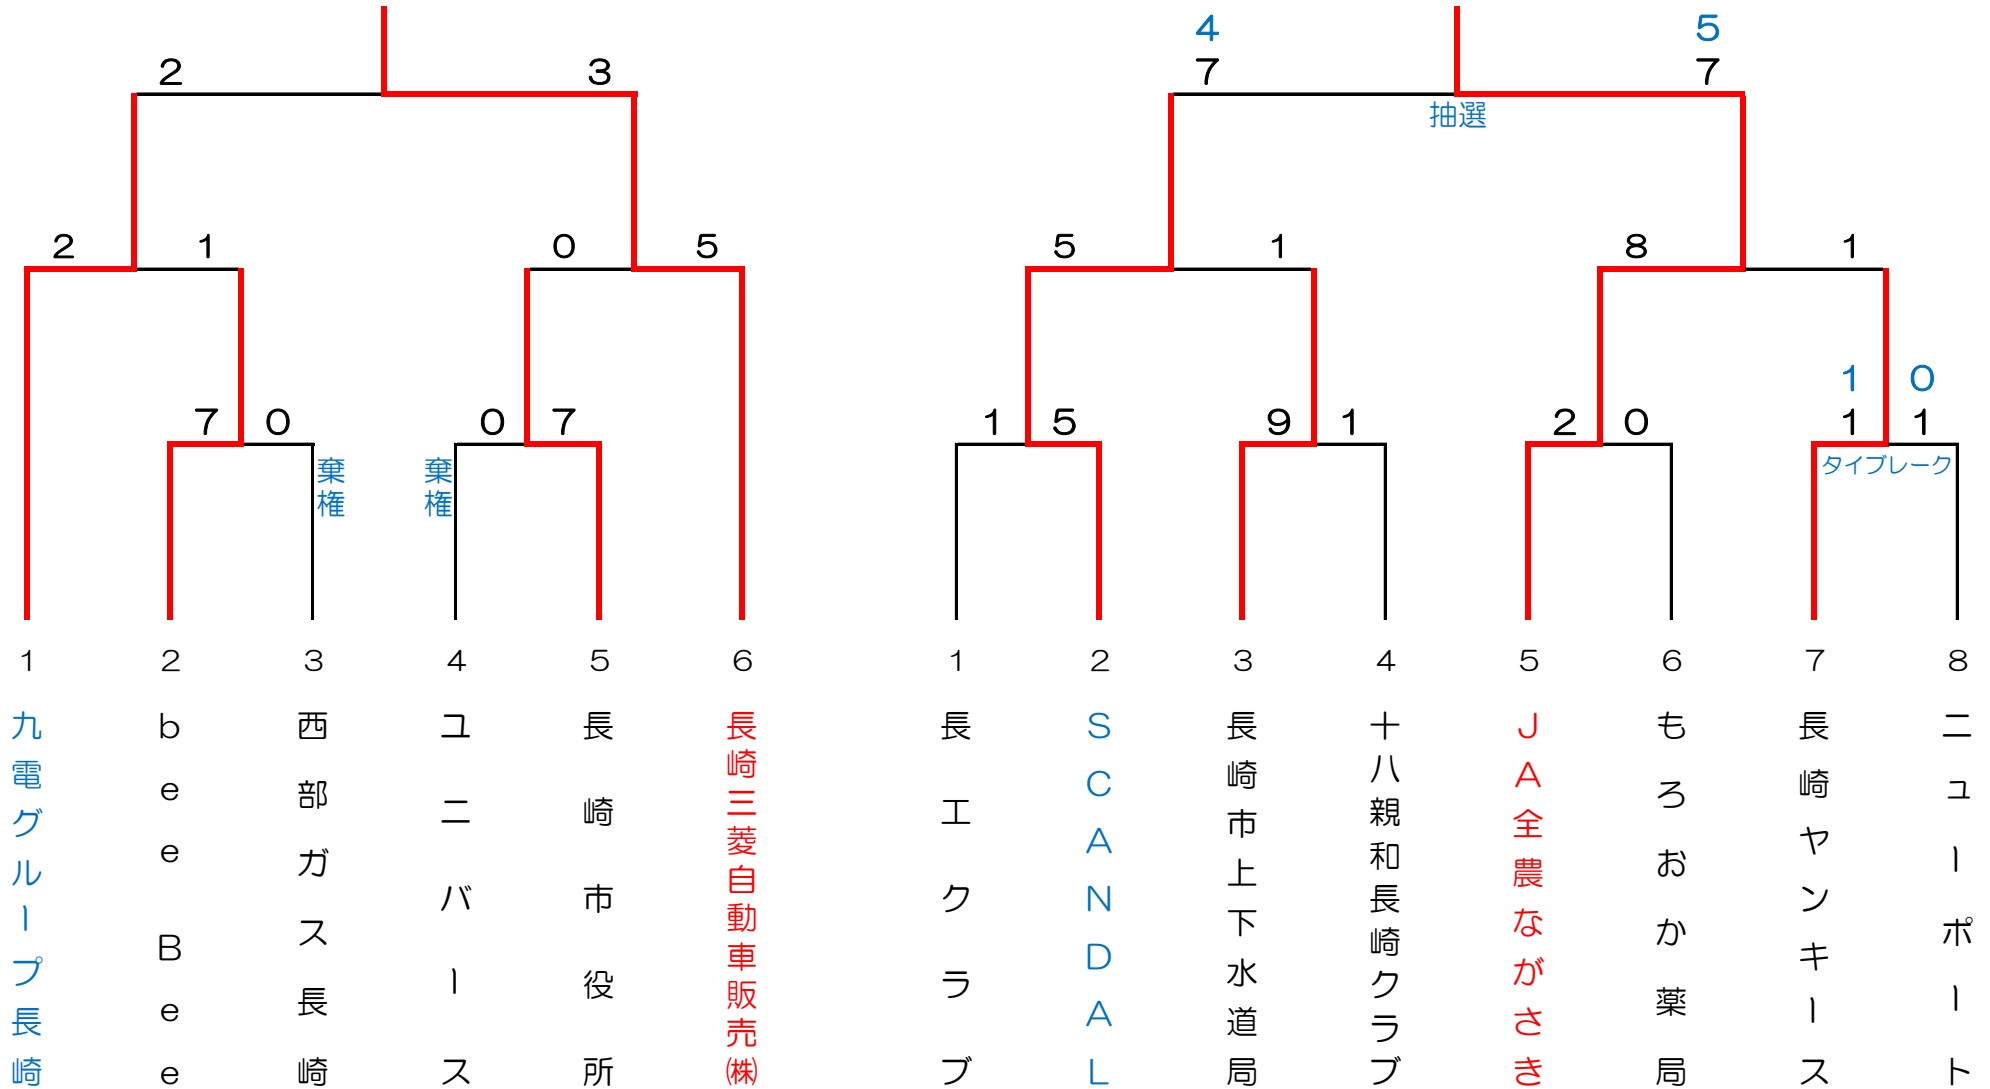 4 5
2 3 7 7
抽選
2 1 0 5 5 1 8 1
1 0
7 0 0 7 1 5 9 1 2 0 1 1
棄権
棄権
タイブレーク
1 2 3 4 5 6 1 2 3 4 5 6 7 8
九電グループ長崎
bee Bee
西部ガス長崎
ユニバース
長崎市役所
長崎三菱自動車販売㈱
長エクラブ
SCANDAL
長崎市上下水道局
十八親和長崎クラブ
JA全農ながさき
もろおか薬局
長崎ヤンキース
ニューポート